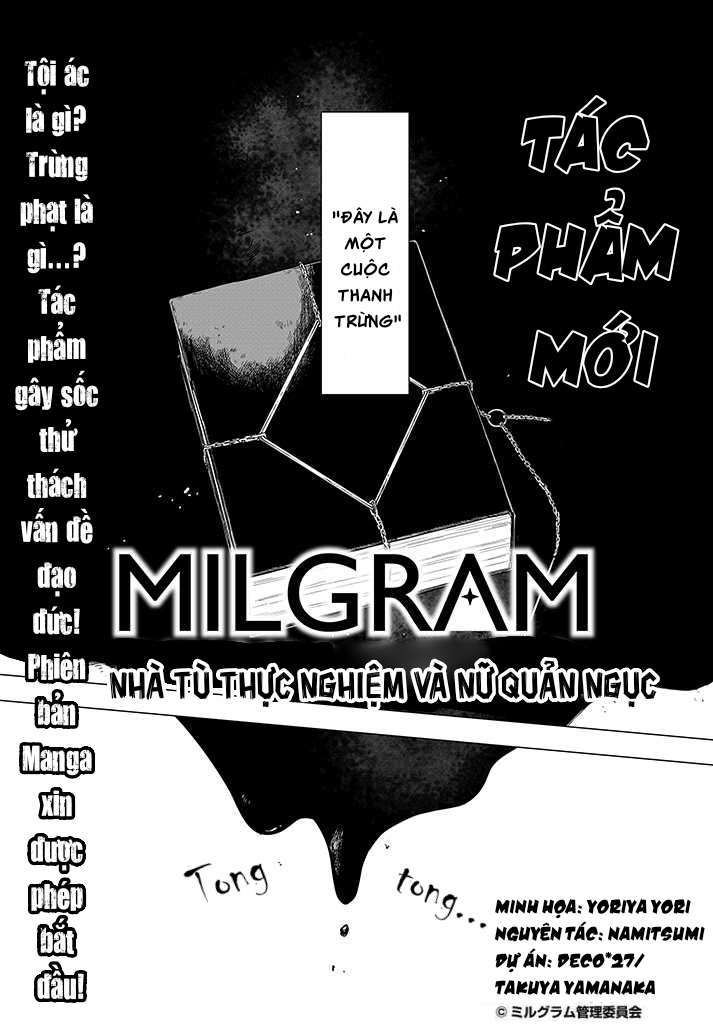 Tội ác
là gì?
Trừng
phạt là
gì...?
Tác
phẩm
gây sốc
thử
thách
vấn đề
đạo
đức!
Phiên
bản
Manga
xin
được
phép
bắt
đầu!
"ĐÂY LÀ
MỘT
CUỘC
THANH
TRỪNG"
TÁC
PHẨM
MỚI
MILGRAM
NHÀ TÙ THỰC NGHIỆM VÀ NỮ QUẢN NGỤC
Tong
tong...
MINH HỌA: YORIYA YORI
NGUYÊN TÁC: NAMITSUMI
DỰ ÁN: DECO*27/
TAKUYA YAMANAKA
© ミルグラム管理委員会